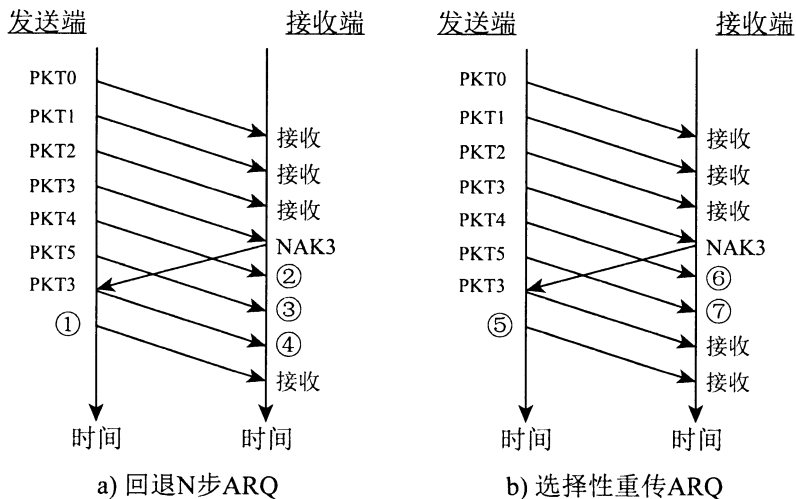 发送端
接收端
PKT0
PKT1
PKT2
PKT3
PKT4
PKT5
PKT3
①
接收
接收
接收
NAK3
②
③
④
接收
时间
时间
a) 回退N步ARQ
发送端
接收端
PKT0
PKT1
PKT2
PKT3
PKT4
PKT5
PKT3
⑤
接收
接收
接收
NAK3
⑥
⑦
接收
接收
时间
时间
b) 选择性重传ARQ